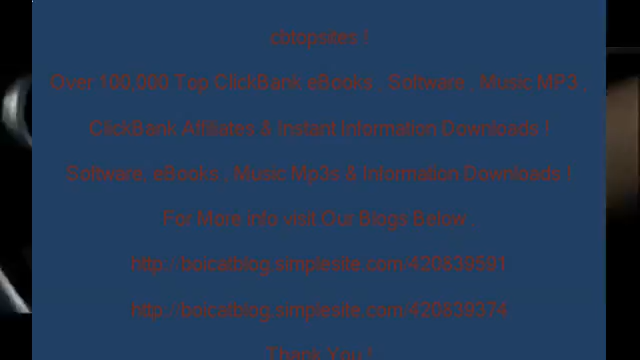 cbtopsites !
Over 100,000 Top ClickBank eBooks , Software , Music MP3 ,
ClickBank Affiliates & Instant Information Downloads !
Software, eBooks , Music Mp3s & Information Downloads !
For More info visit Our Blogs Below :
http://boicatblog.simplesite.com/420839591
http://boicatblog.simplesite.com/420839374
Thank You !